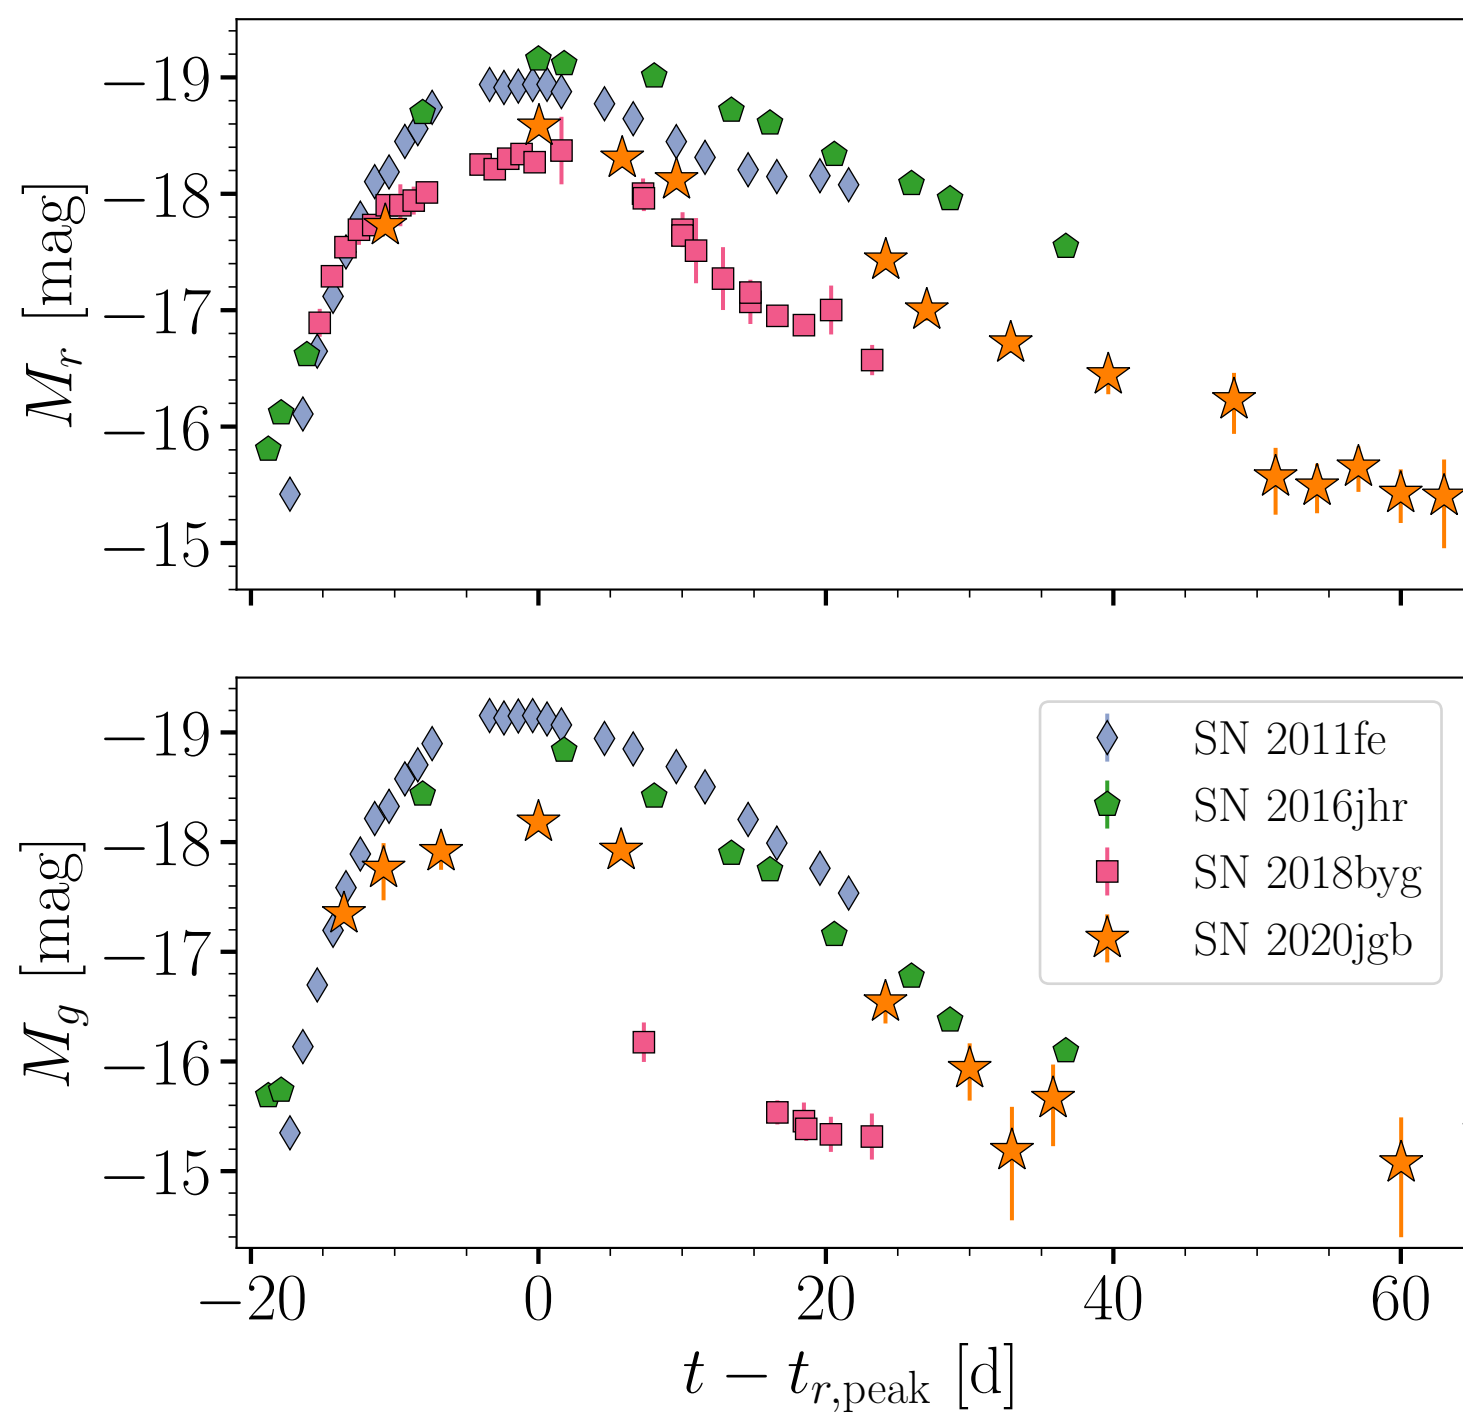 −19
−18
−17
−16
−15
M_r [mag]
−19
−18
−17
−16
−15
M_g [mag]
SN 2011fe
SN 2016jhr
SN 2018byg
SN 2020jgb
−20 0 20 40 60
t − t_{r,peak} [d]